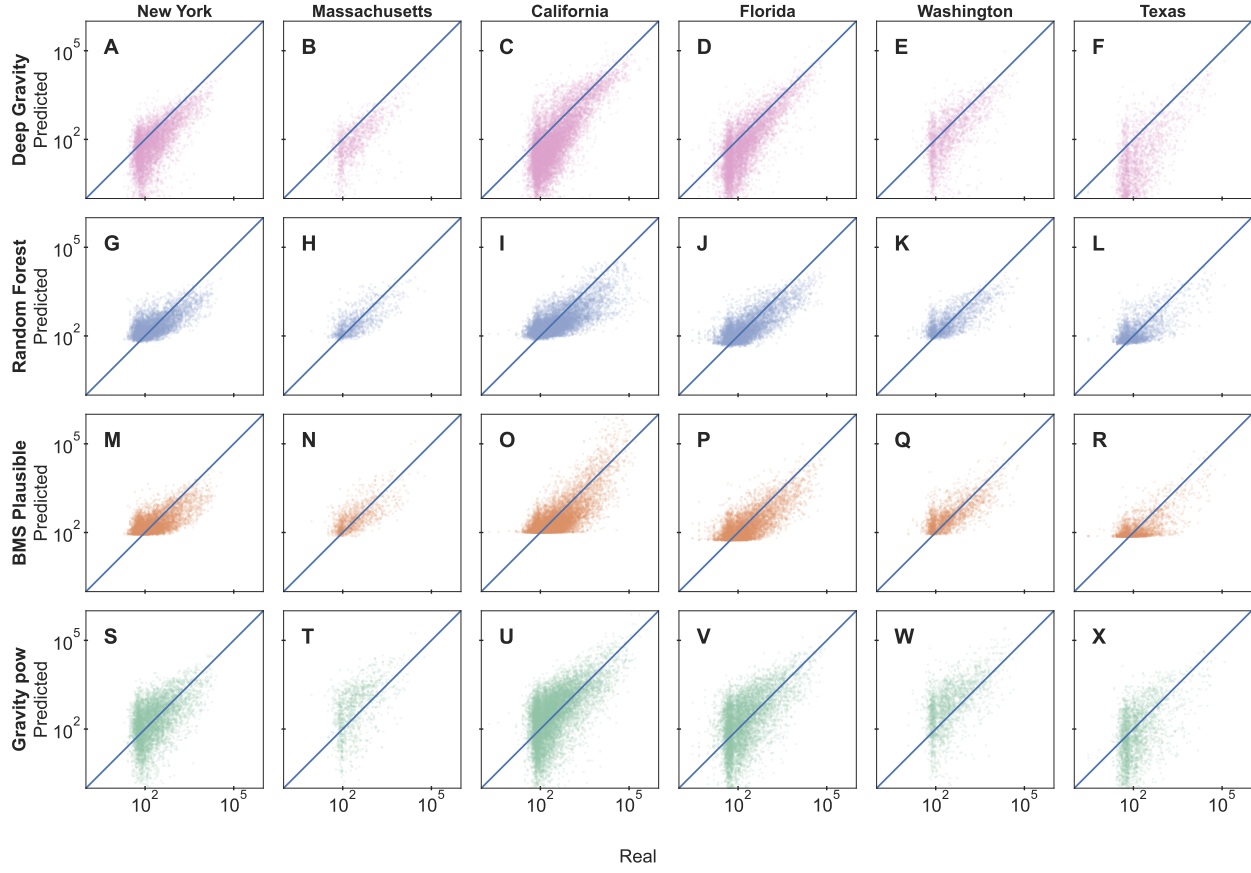 New York Massachusetts California Florida Washington Texas
Deep Gravity
Predicted
10^5
10^2
A B C D E F
Random Forest
Predicted
10^5
10^2
G H I J K L
BMS Plausible
Predicted
10^5
10^2
M N O P Q R
Gravity pow
Predicted
10^5
10^2
S T U V W X
10^2 10^5 10^2 10^5 10^2 10^5 10^2 10^5 10^2 10^5 10^2 10^5
Real